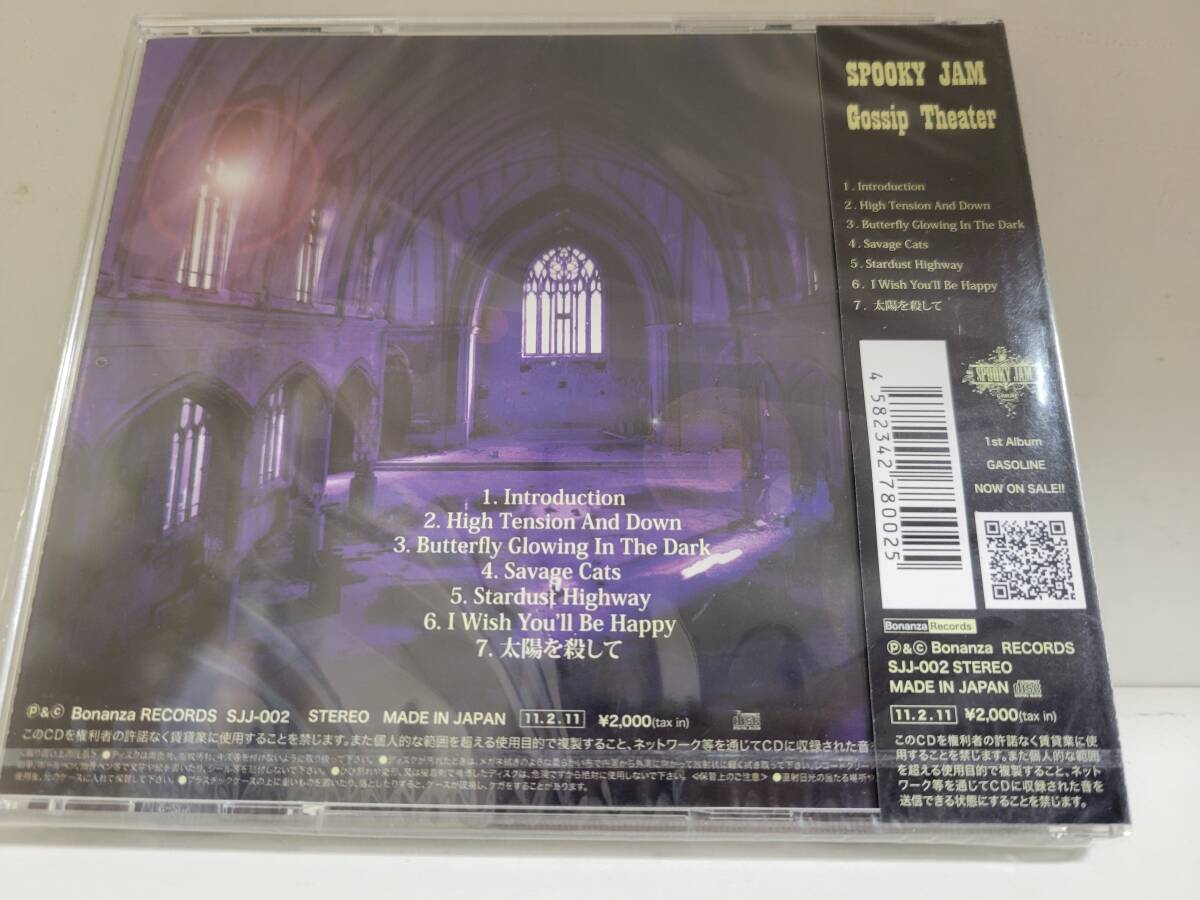 1. Introduction
2. High Tension And Down
3. Butterfly Glowing In The Dark
4. Savage Cats
5. Stardust Highway
6. I Wish You'll Be Happy
7. 太陽を殺して
Ⓟ&© Bonanza RECORDS SJJ-002 STEREO MADE IN JAPAN 11.2.11 ¥2,000(tax in)
このCDを権利者の許諾なく賃貸業に使用することを禁じます。また個人的な範囲を超える使用目的で複製すること、ネットワーク等を通じてCDに収録された音
SPOOKY JAM
Gossip Theater
1. Introduction
2. High Tension And Down
3. Butterfly Glowing In The Dark
4. Savage Cats
5. Stardust Highway
6. I Wish You'll Be Happy
7. 太陽を殺して
4582342780025
SPOOKY JAM
1st Album
GASOLINE
NOW ON SALE!!
Bonanza Records
Ⓟ&© Bonanza RECORDS
SJJ-002 STEREO
MADE IN JAPAN
11.2.11 ¥2,000(tax in)
このCDを権利者の許諾なく賃貸業に使
用することを禁じます。また個人的な範囲
を超える使用目的で複製すること、ネット
ワーク等を通じてCDに収録された音を
送信できる状態にすることを禁じます。